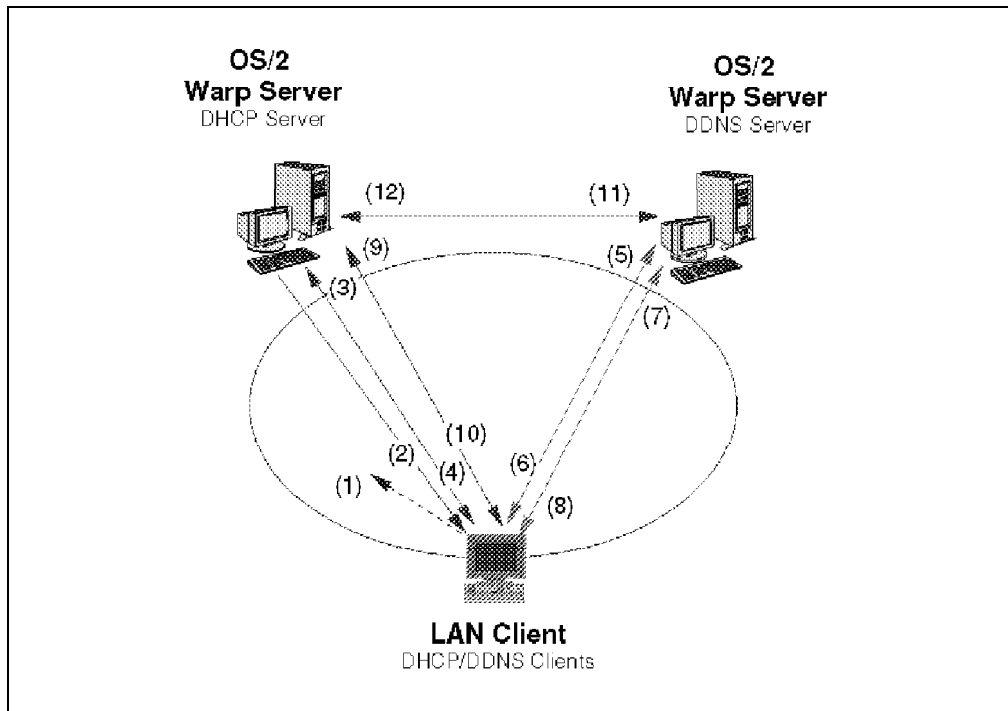 OS/2
Warp Server
DHCP Server
OS/2
Warp Server
DDNS Server
(12)
(11)
(9)
(5)
(3)
(7)
(10)
(2)
(6)
(4)
(1)
(8)
LAN Client
DHCP/DDNS Clients